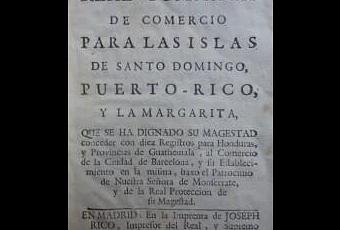 DE COMERCIO
PARA LAS ISLAS
DE SANTO DOMINGO,
PUERTO-RICO,
Y LA MARGARITA,
QUE SE HA DIGNADO SU MAGESTAD
conceder con diez Registros para Honduras,
y Provincias de Guathemala, al Comercio
de la Ciudad de Barcelona, y su Establecimi-
ento en la misma, baxo el Patrocinio
de Nuestra Señora de Monserrate,
y de la Real Proteccion de
su Magestad.
EN MADRID: En la Imprenta de JOSEPH
RICO, Impresor del Real, y Supremo